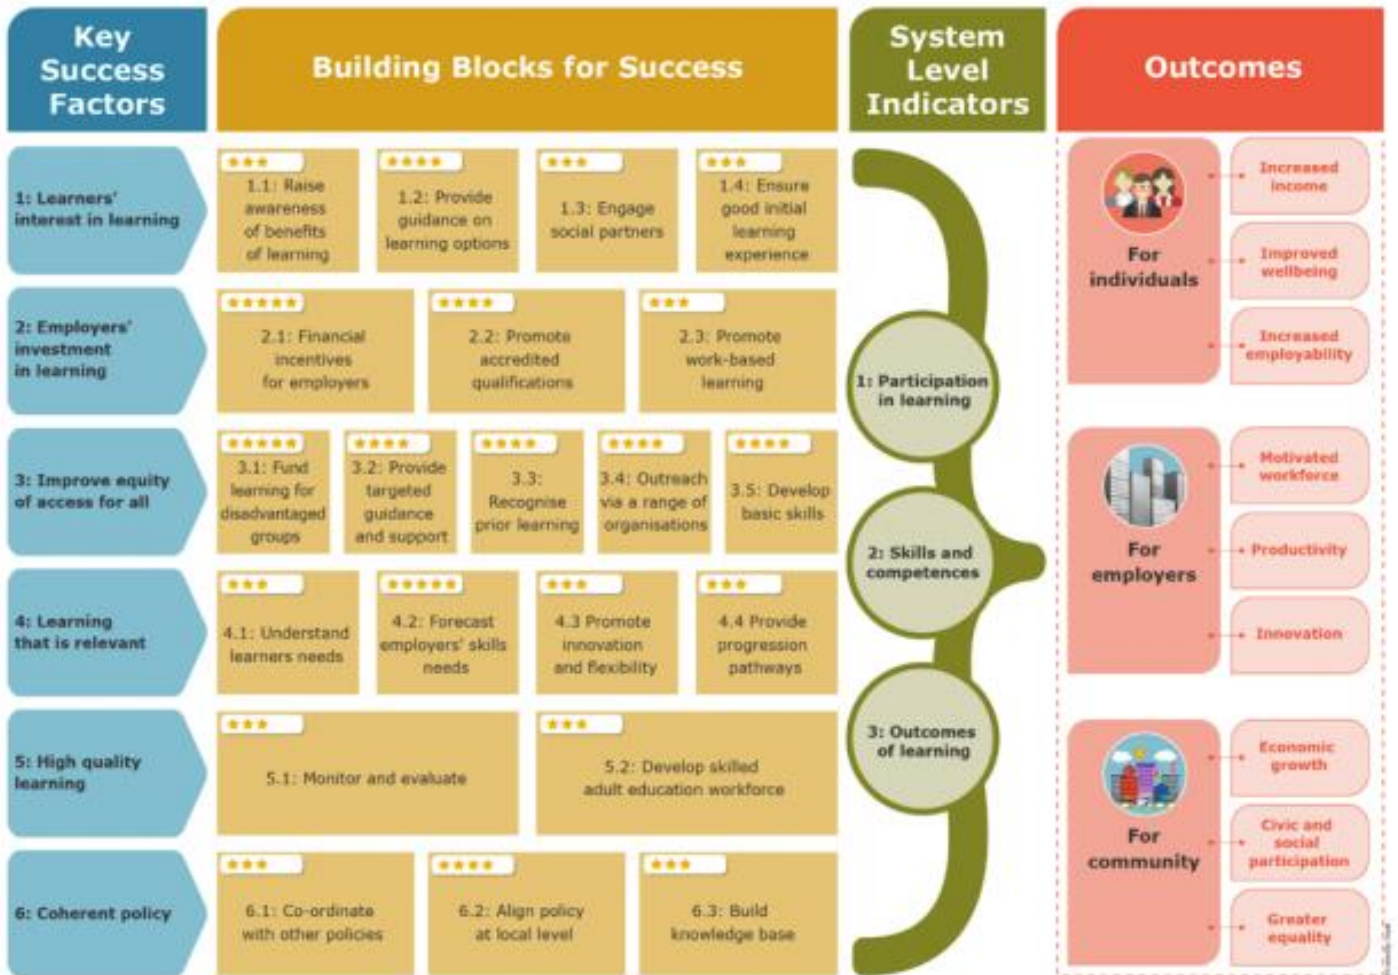 Key
Success
Factors
Building Blocks for Success
System
Level
Indicators
Outcomes
1: Learners'
interest in learning
1.1: Raise
awareness
of benefits
of learning
1.2: Provide
guidance on
learning options
1.3: Engage
social partners
1.4: Ensure
good initial
learning
experience
2: Employers'
investment
in learning
2.1: Financial
incentives
for employers
2.2: Promote
accredited
qualifications
2.3: Promote
work-based
learning
3: Improve equity
of access for all
3.1: Fund
learning for
disadvantaged
groups
3.2: Provide
targeted
guidance
and support
3.3:
Recognise
prior learning
3.4: Outreach
via a range of
organisations
3.5: Develop
basic skills
4: Learning
that is relevant
4.1: Understand
learners needs
4.2: Forecast
employers' skills
needs
4.3 Promote
innovation
and flexibility
4.4 Provide
progression
pathways
5: High quality
learning
5.1: Monitor and evaluate
5.2: Develop skilled
adult education workforce
6: Coherent policy
6.1: Co-ordinate
with other policies
6.2: Align policy
at local level
6.3: Build
knowledge base
1: Participation
in learning
2: Skills and
competences
3: Outcomes
of learning
For
individuals
Increased
income
Improved
wellbeing
Increased
employability
For
employers
Motivated
workforce
Productivity
Innovation
For
community
Economic
growth
Civic and
social
participation
Greater
equality